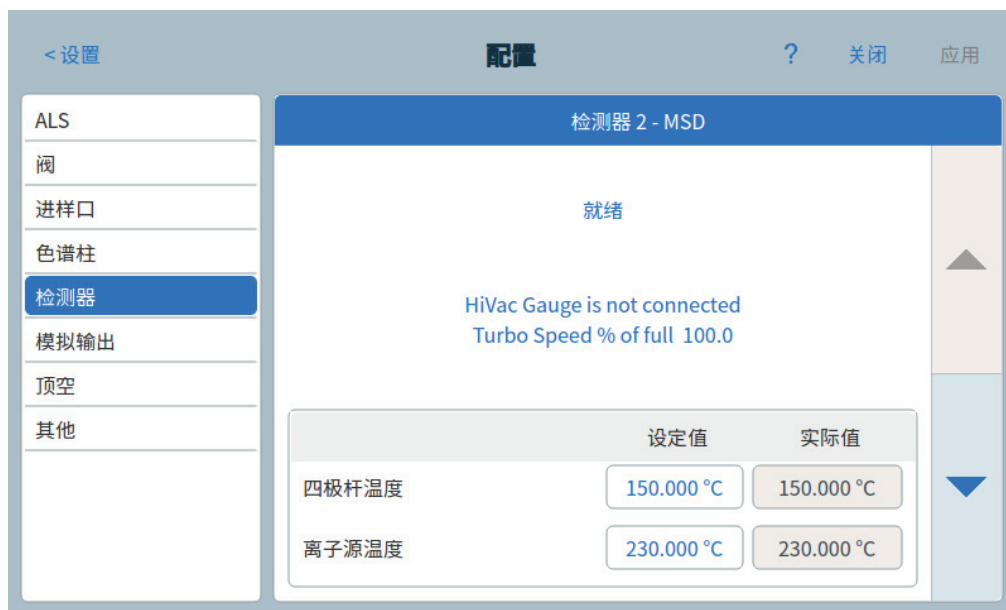 < 设置
配置
?
关闭
应用
ALS
阀
进样口
色谱柱
检测器
模拟输出
顶空
其他
检测器 2 - MSD
就绪
HiVac Gauge is not connected
Turbo Speed % of full 100.0
设定值 实际值
四极杆温度 150.000 °C 150.000 °C
离子源温度 230.000 °C 230.000 °C